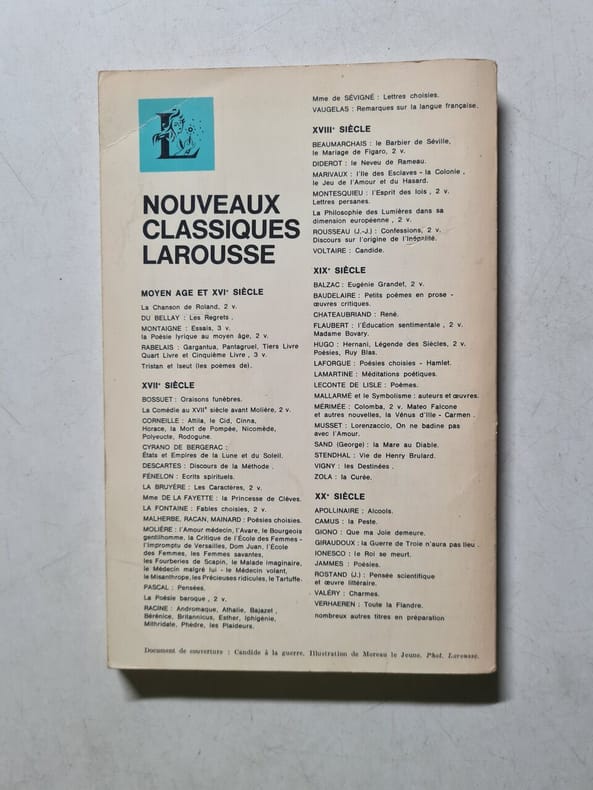 L
NOUVEAUX
CLASSIQUES
LAROUSSE
MOYEN AGE ET XVIe SIÈCLE
La Chanson de Roland, 2 v.
DU BELLAY : Les Regrets.
MONTAIGNE : Essais, 3 v.
la Poésie lyrique au moyen âge, 2 v.
RABELAIS : Gargantua, Pantagruel, Tiers Livre
Quart Livre et Cinquième Livre, 3 v.
Tristan et Iseut (les poèmes de).
XVIIe SIÈCLE
BOSSUET : Oraisons funèbres.
La Comédie au XVIIe siècle avant Molière, 2 v.
CORNEILLE : Attila, le Cid, Cinna,
Horace, la Mort de Pompée, Nicomède,
Polyeucte, Rodogune.
CYRANO DE BERGERAC :
États et Empires de la Lune et du Soleil.
DESCARTES : Discours de la Méthode.
FÉNELON : Ecrits spirituels.
LA BRUYÈRE : Les Caractères, 2 v.
Mme DE LA FAYETTE : la Princesse de Clèves.
LA FONTAINE : Fables choisies, 2 v.
MALHERBE, RACAN, MAINARD : Poésies choisies.
MOLIÈRE : l'Amour médecin, l'Avare, le Bourgeois
gentilhomme, la Critique de l'École des Femmes -
l'Impromptu de Versailles, Dom Juan, l'École
des Femmes, les Femmes savantes,
les Fourberies de Scapin, le Malade imaginaire,
le Médecin malgré lui - le Médecin volant,
le Misanthrope, les Précieuses ridicules, le Tartuffe.
PASCAL : Pensées.
La Poésie baroque, 2 v.
RACINE : Andromaque, Athalie, Bajazet,
Bérénice, Britannicus, Esther, Iphigénie,
Mithridate, Phèdre, les Plaideurs.
Mme de SÉVIGNÉ : Lettres choisies.
VAUGELAS : Remarques sur la langue française.
XVIIIe SIÈCLE
BEAUMARCHAIS : le Barbier de Séville,
le Mariage de Figaro, 2 v.
DIDEROT : le Neveu de Rameau.
MARIVAUX : l'Ile des Esclaves - la Colonie,
le Jeu de l'Amour et du Hasard.
MONTESQUIEU : l'Esprit des lois, 2 v.
Lettres persanes.
La Philosophie des Lumières dans sa
dimension européenne, 2 v.
ROUSSEAU (J.-J.) : Confessions, 2 v.
Discours sur l'origine de l'Inégalité.
VOLTAIRE : Candide.
XIXe SIÈCLE
BALZAC : Eugénie Grandet, 2 v.
BAUDELAIRE : Petits poèmes en prose -
œuvres critiques.
CHATEAUBRIAND : René.
FLAUBERT : l'Éducation sentimentale, 2 v.
Madame Bovary.
HUGO : Hernani, Légende des Siècles, 2 v.
Poésies, Ruy Blas.
LAFORGUE : Poésies choisies - Hamlet.
LAMARTINE : Méditations poétiques.
LECONTE DE LISLE : Poèmes.
MALLARMÉ et le Symbolisme : auteurs et œuvres.
MÉRIMÉE : Colomba, 2 v. Mateo Falcone
et autres nouvelles, la Vénus d'Ille - Carmen.
MUSSET : Lorenzaccio, On ne badine pas
avec l'Amour.
SAND (George) : la Mare au Diable.
STENDHAL : Vie de Henry Brulard.
VIGNY : les Destinées.
ZOLA : la Curée.
XXe SIÈCLE
APOLLINAIRE : Alcools.
CAMUS : la Peste.
GIONO : Que ma Joie demeure.
GIRAUDOUX : la Guerre de Troie n'aura pas lieu.
IONESCO : le Roi se meurt.
JAMMES : Poésies.
ROSTAND (J.) : Pensée scientifique
et œuvre littéraire.
VALÉRY : Charmes.
VERHAEREN : Toute la Flandre.
nombreux autres titres en préparation
Document de couverture : Candide à la guerre. Illustration de Moreau le Jeune. Phot. Larousse.